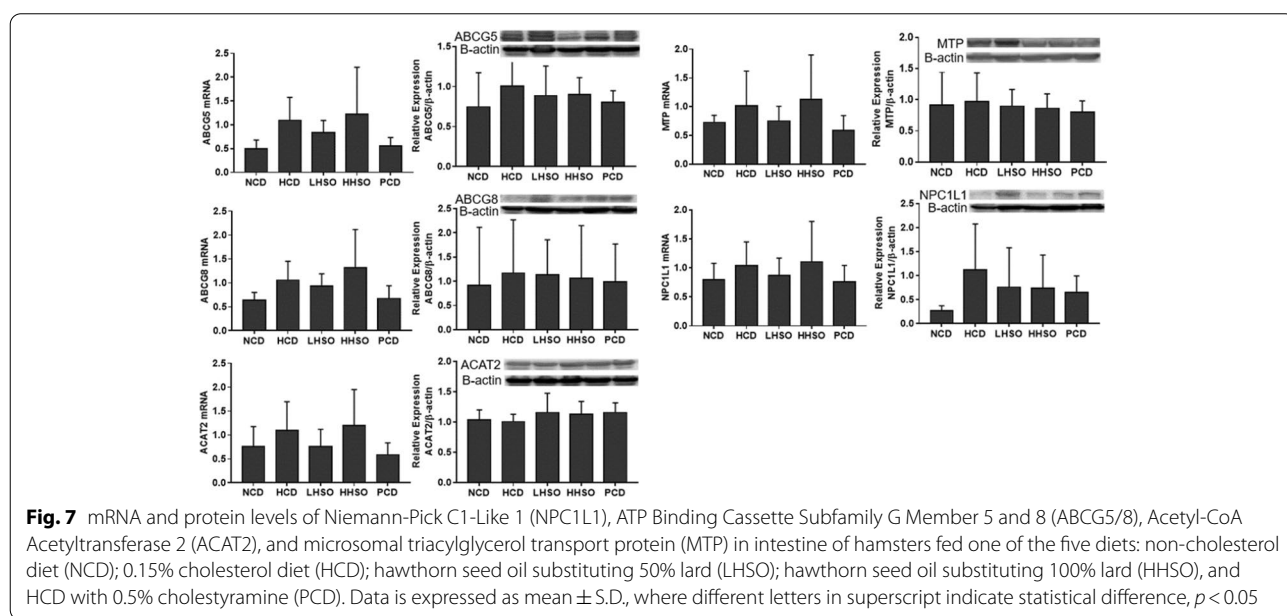 ABCG5
B-actin
ABCG5 mRNA
2.5
2.0
1.5
1.0
0.5
0.0
NCD HCD LHSO HHSO PCD
Relative Expression
ABCG5/β-actin
1.5
1.0
0.5
0.0
NCD HCD LHSO HHSO PCD
MTP
B-actin
MTP mRNA
2.0
1.5
1.0
0.5
0.0
NCD HCD LHSO HHSO PCD
Relative Expression
MTP/β-actin
2.0
1.5
1.0
0.5
0.0
NCD HCD LHSO HHSO PCD
ABCG8
B-actin
ABCG8 mRNA
2.5
2.0
1.5
1.0
0.5
0.0
NCD HCD LHSO HHSO PCD
Relative Expression
ABCG8/β-actin
2.5
2.0
1.5
1.0
0.5
0.0
NCD HCD LHSO HHSO PCD
NPC1L1
B-actin
NPC1L1 mRNA
2.0
1.5
1.0
0.5
0.0
NCD HCD LHSO HHSO PCD
Relative Expression
NPC1L1/β-actin
2.5
2.0
1.5
1.0
0.5
0.0
NCD HCD LHSO HHSO PCD
ACAT2
B-actin
ACAT2 mRNA
2.5
2.0
1.5
1.0
0.5
0.0
NCD HCD LHSO HHSO PCD
Relative Expression
ACAT2/β-actin
2.0
1.5
1.0
0.5
0.0
NCD HCD LHSO HHSO PCD
Fig. 7 mRNA and protein levels of Niemann-Pick C1-Like 1 (NPC1L1), ATP Binding Cassette Subfamily G Member 5 and 8 (ABCG5/8), Acetyl-CoA
Acetyltransferase 2 (ACAT2), and microsomal triacylglycerol transport protein (MTP) in intestine of hamsters fed one of the five diets: non-cholesterol
diet (NCD); 0.15% cholesterol diet (HCD); hawthorn seed oil substituting 50% lard (LHSO); hawthorn seed oil substituting 100% lard (HHSO), and
HCD with 0.5% cholestyramine (PCD). Data is expressed as mean ± S.D., where different letters in superscript indicate statistical difference, p < 0.05